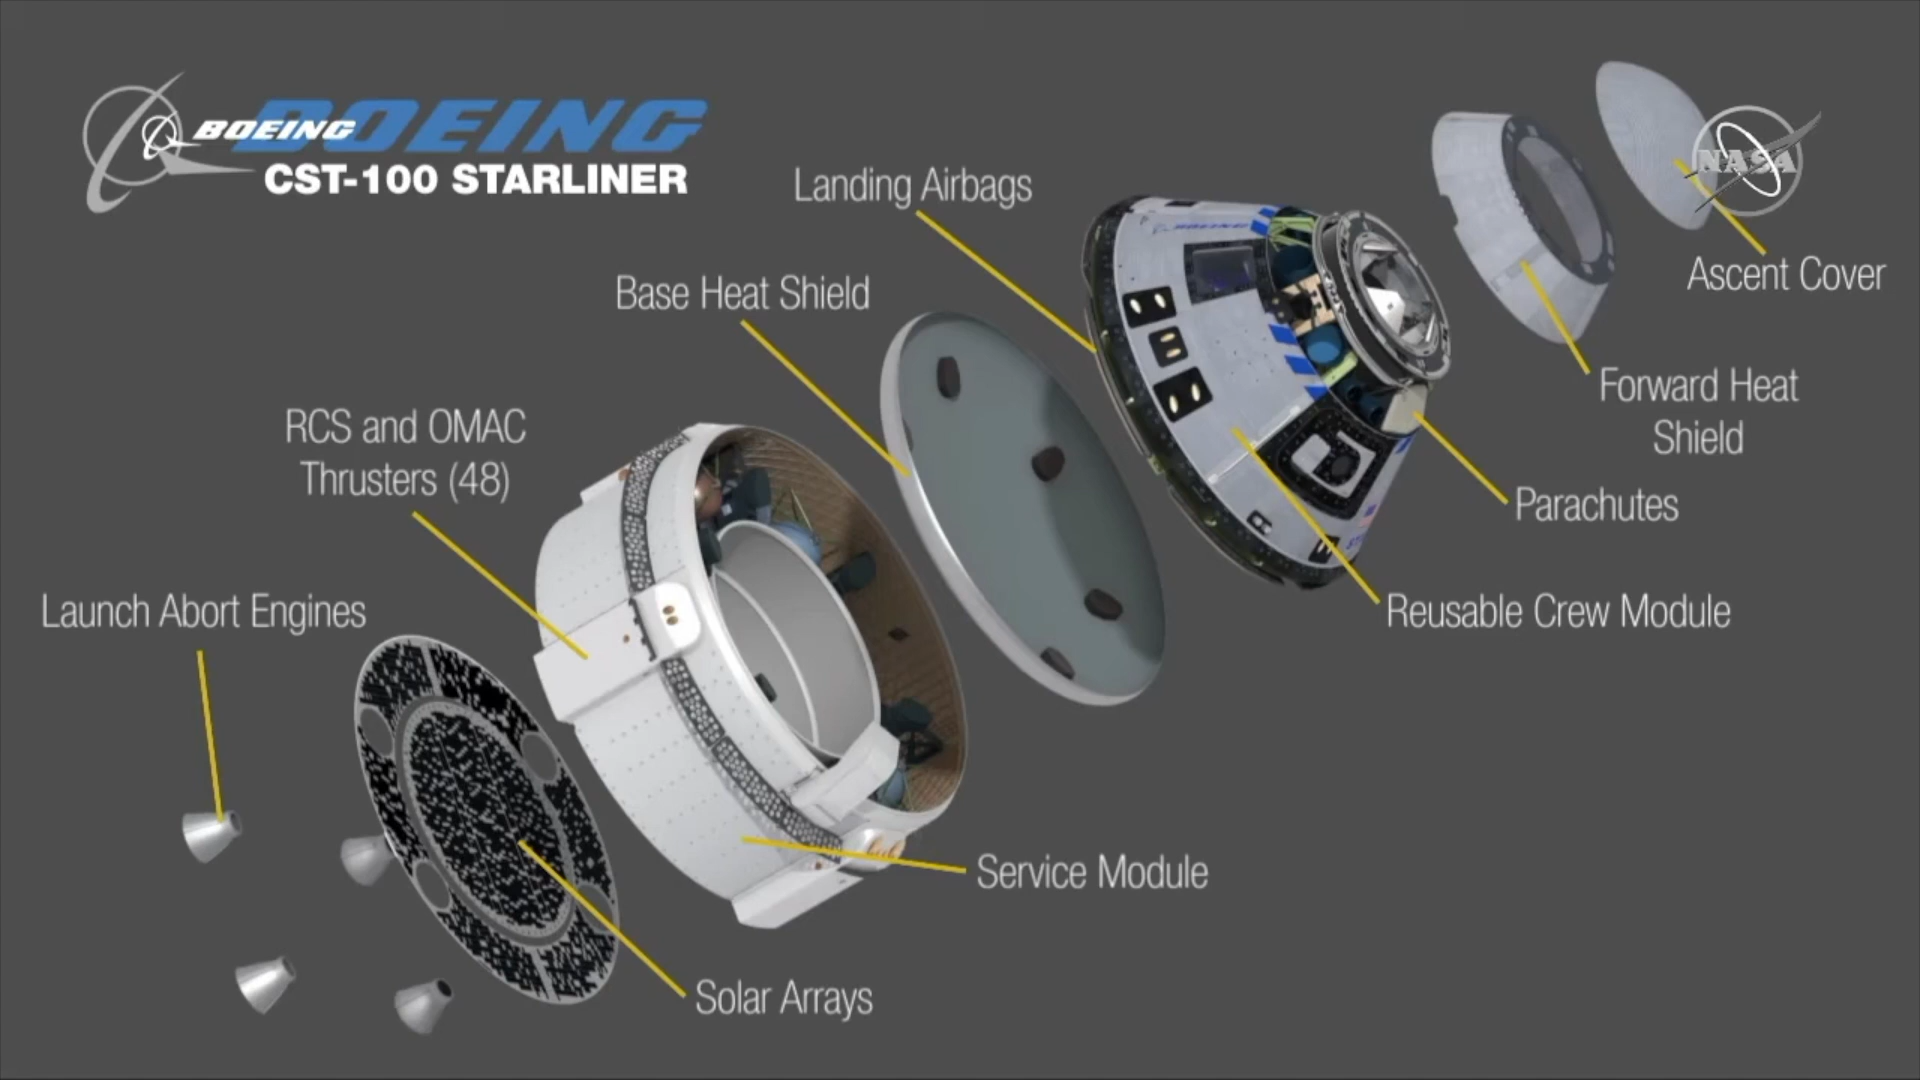 BOEING
BOEING
CST-100 STARLINER
NASA
Landing Airbags
BOEING
Ascent Cover
Base Heat Shield
Forward Heat
Shield
RCS and OMAC
Thrusters (48)
Parachutes
Launch Abort Engines
Reusable Crew Module
Service Module
Solar Arrays